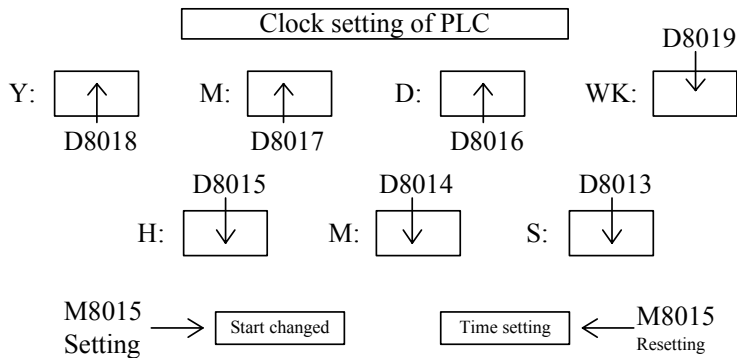 Clock setting of PLC
D8019
Y:
M:
D:
WK:
D8018
D8017
D8016
D8015
D8014
D8013
H:
M:
S:
M8015
Setting
Start changed
Time setting
M8015
Resetting